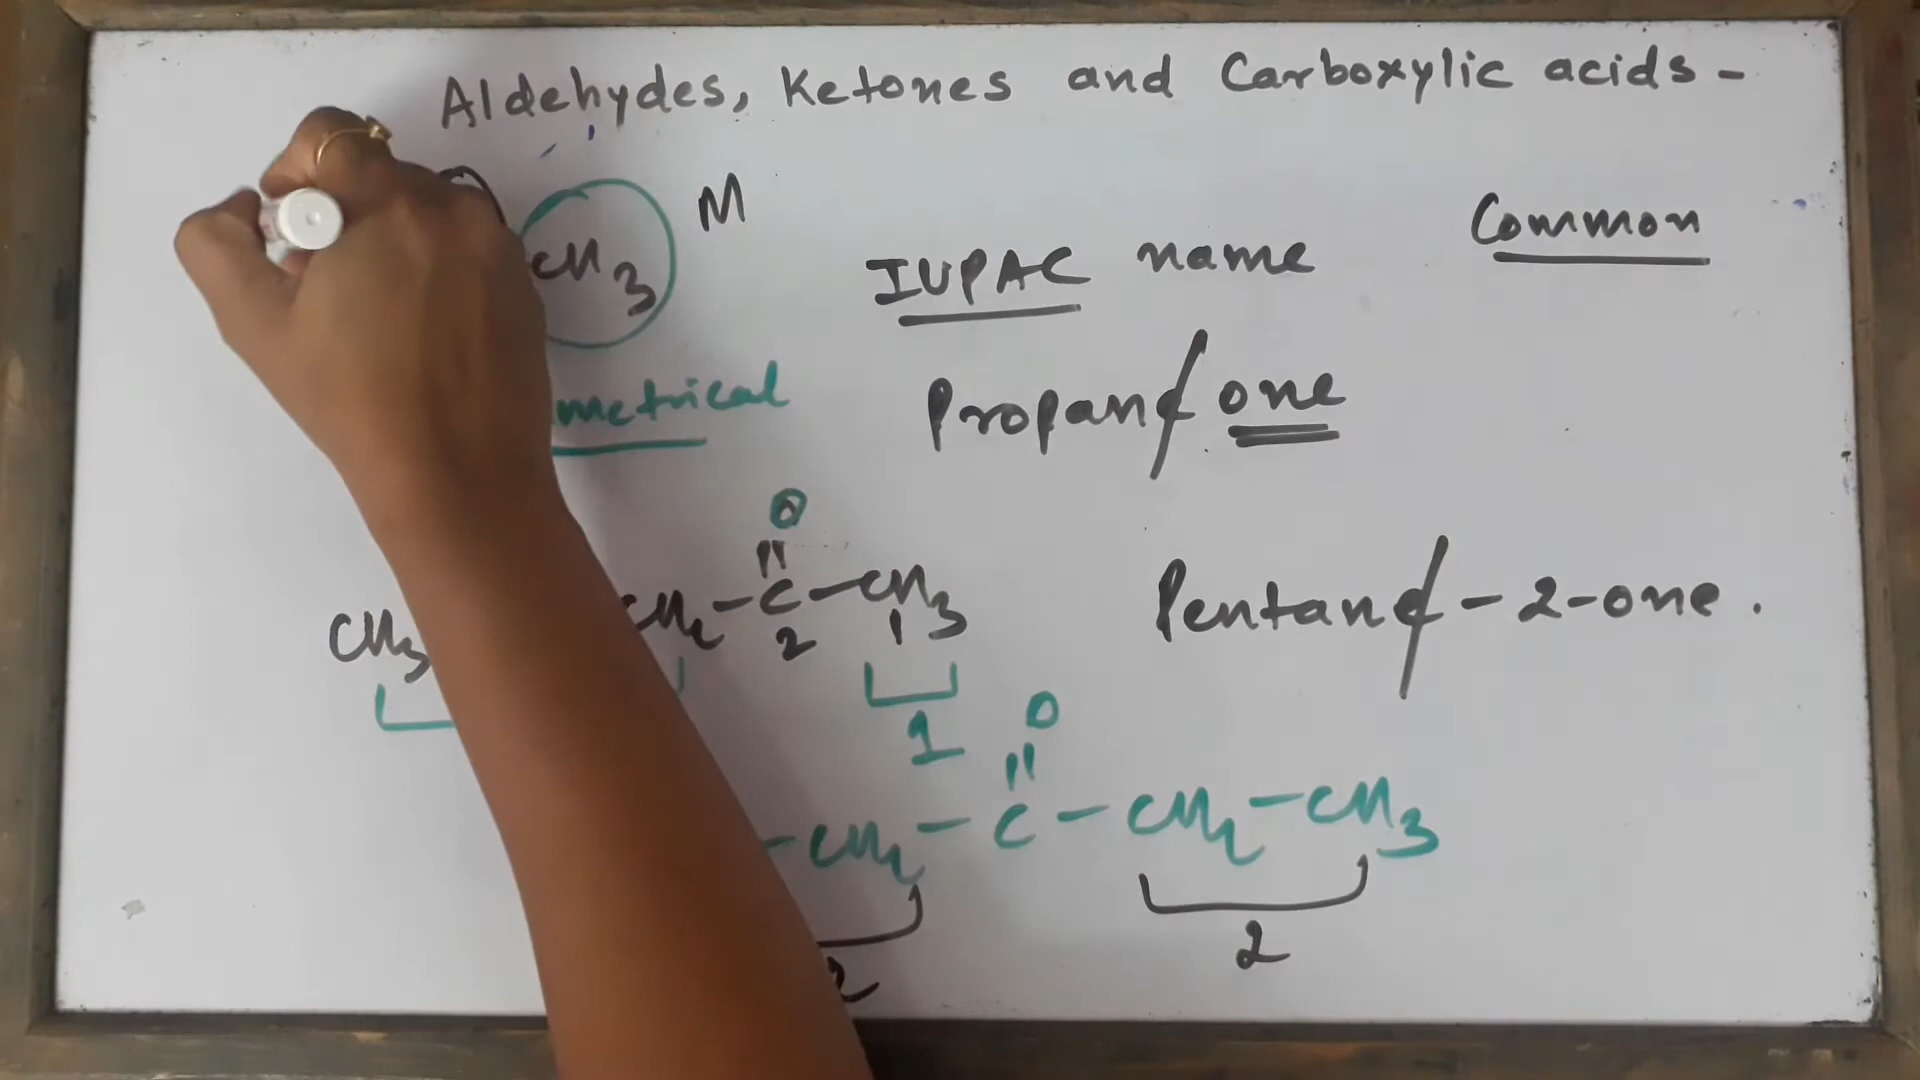 Aldehydes, Ketones and Carboxylic acids -
CH3 M
IUPAC name
Common
metrical
Propane one
O
||
CH3 CH2 - C - CH3
2 1
Pentane - 2 - one .
1
O
||
- CH2 - C - CH2 - CH3
2 2